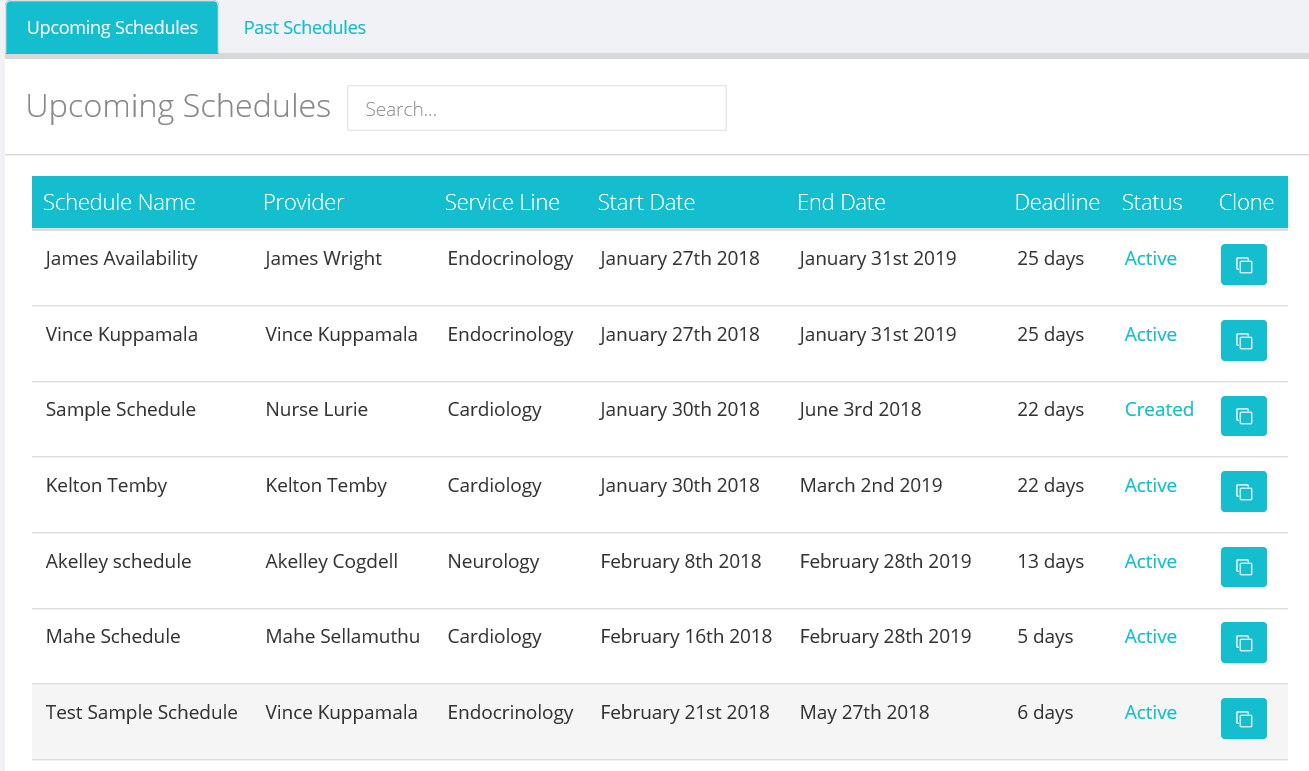 Upcoming Schedules Past Schedules
Upcoming Schedules Search...
Schedule Name Provider Service Line Start Date End Date Deadline Status Clone
James Availability James Wright Endocrinology January 27th 2018 January 31st 2019 25 days Active
Vince Kuppamala Vince Kuppamala Endocrinology January 27th 2018 January 31st 2019 25 days Active
Sample Schedule Nurse Lurie Cardiology January 30th 2018 June 3rd 2018 22 days Created
Kelton Temby Kelton Temby Cardiology January 30th 2018 March 2nd 2019 22 days Active
Akelley schedule Akelley Cogdell Neurology February 8th 2018 February 28th 2019 13 days Active
Mahe Schedule Mahe Sellamuthu Cardiology February 16th 2018 February 28th 2019 5 days Active
Test Sample Schedule Vince Kuppamala Endocrinology February 21st 2018 May 27th 2018 6 days Active